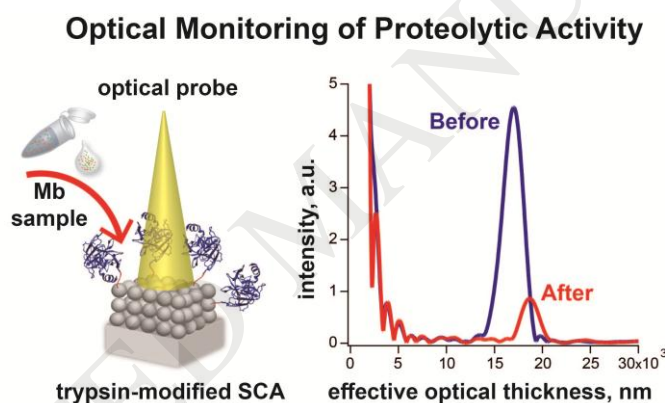 Optical Monitoring of Proteolytic Activity
optical probe
Mb
sample
trypsin-modified SCA
intensity, a.u.
5
4
3
2
1
0
Before
After
0 5 10 15 20 25 30x10³
effective optical thickness, nm